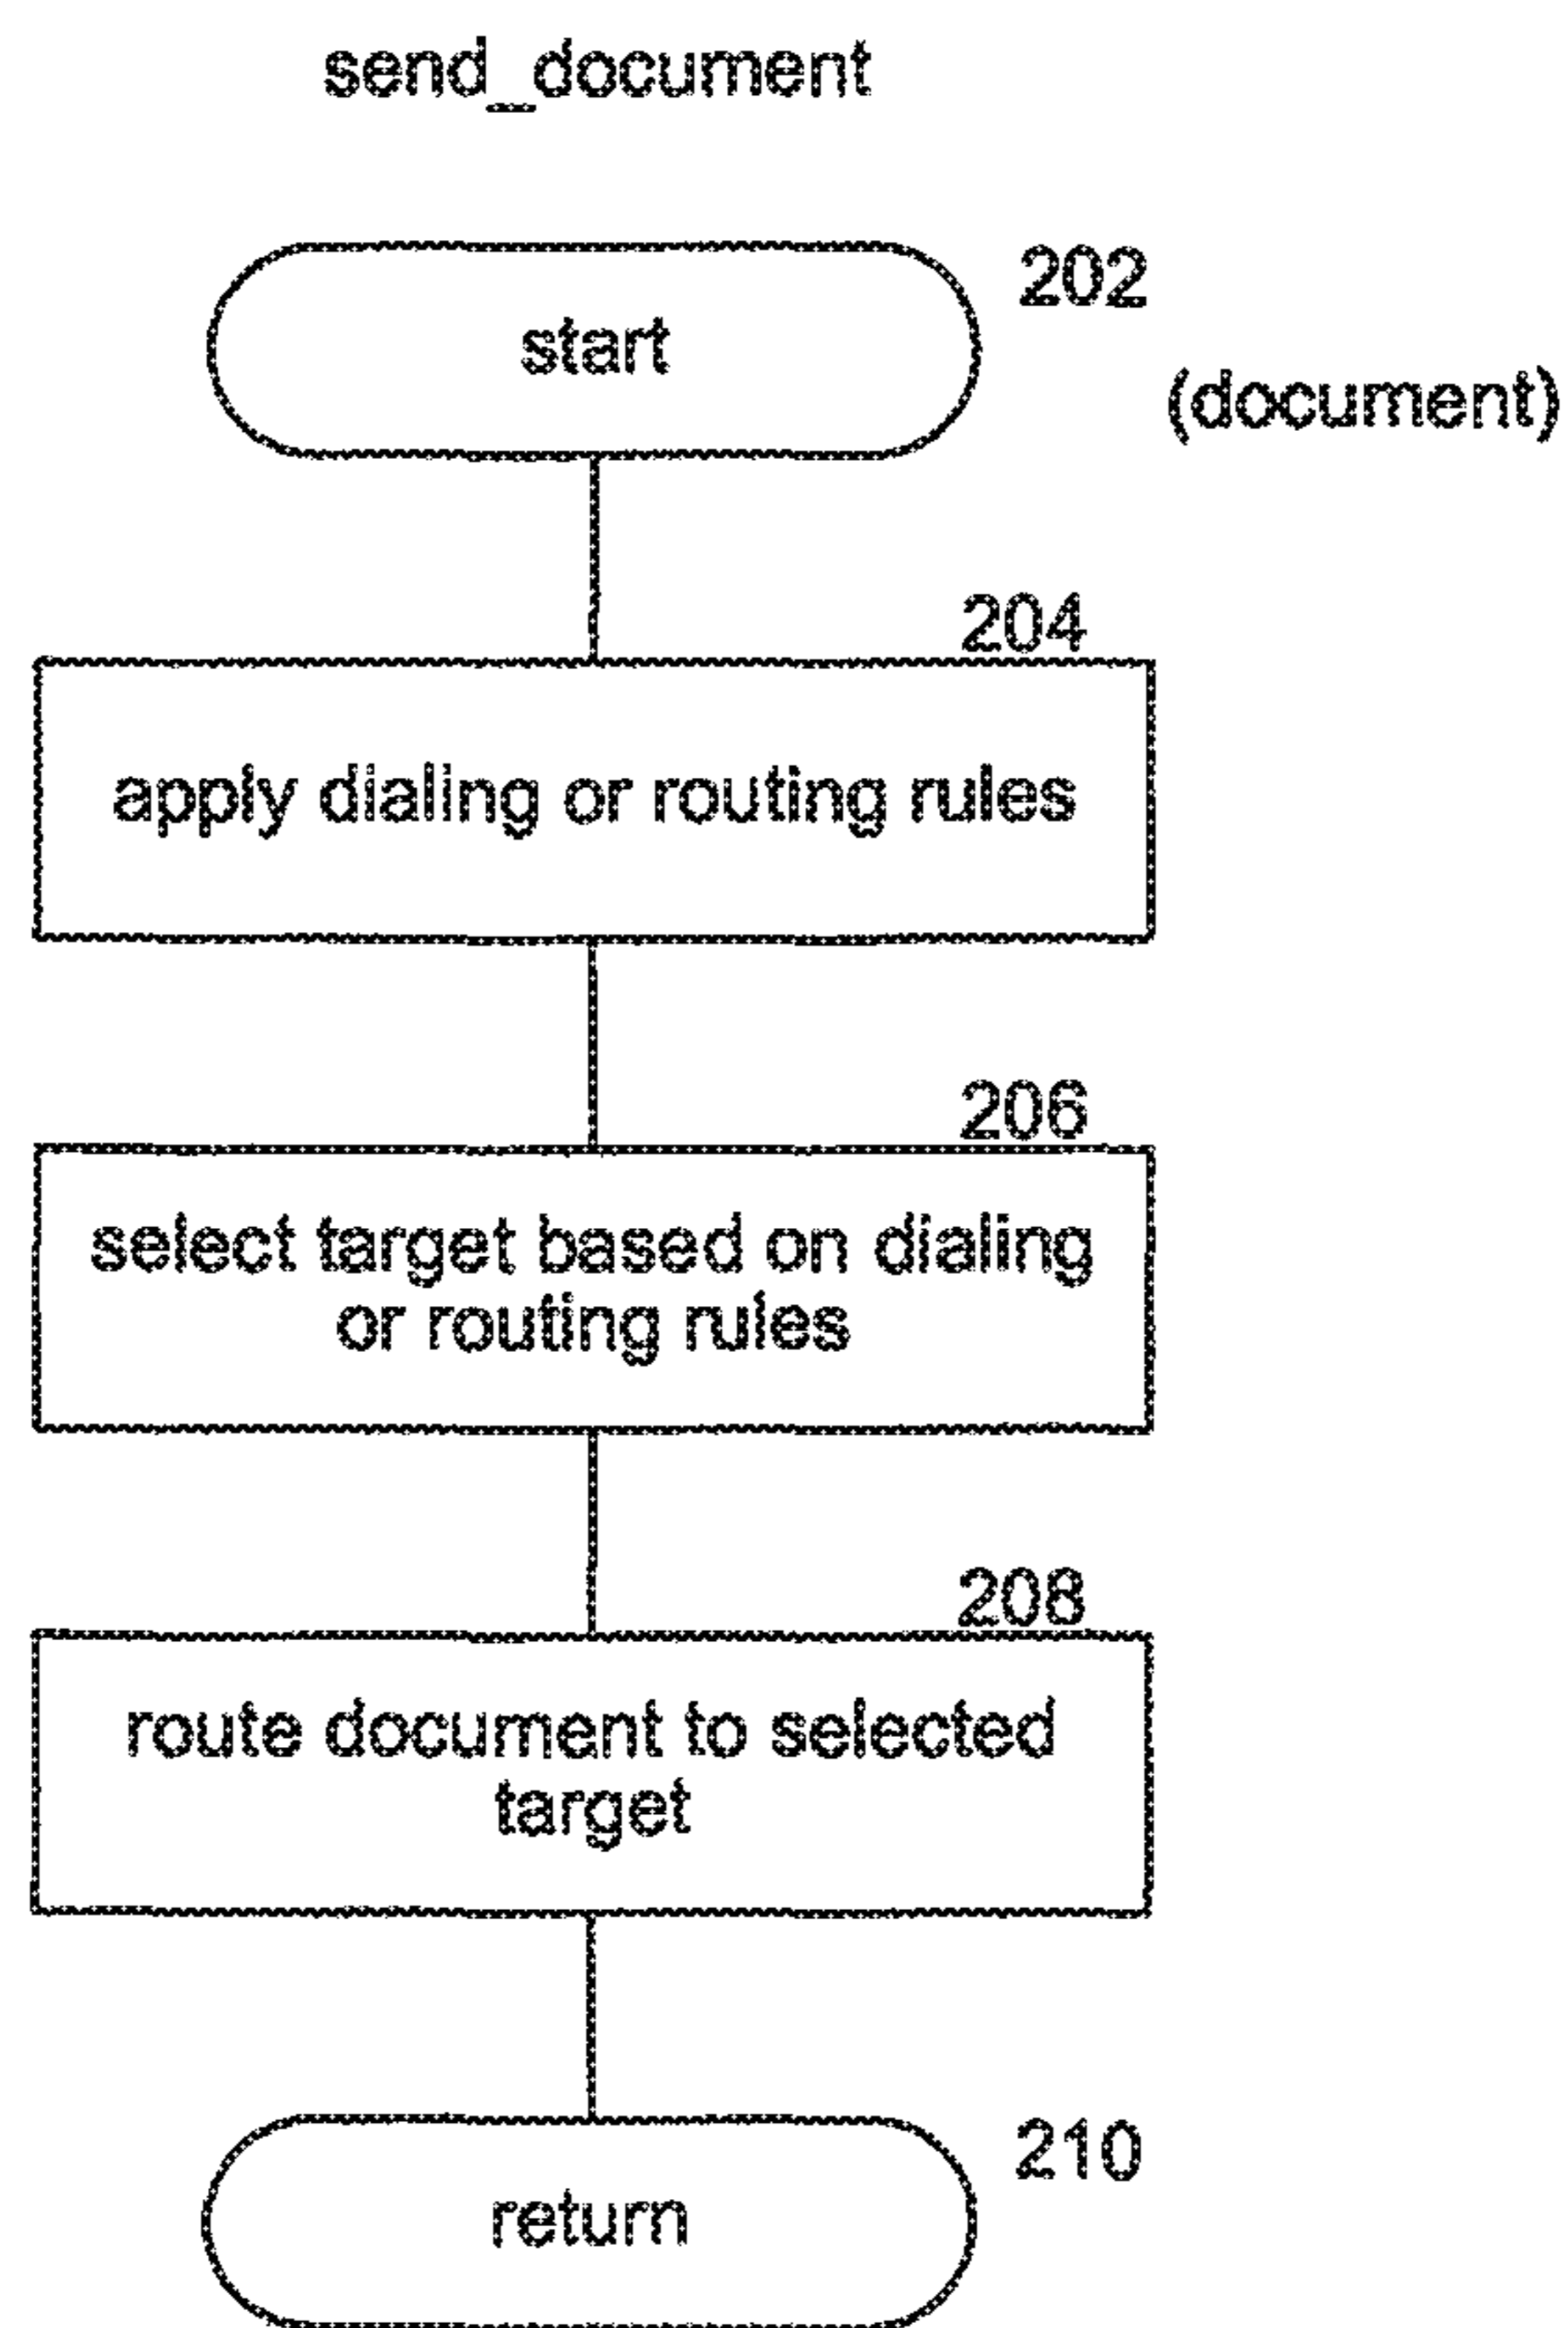 send_document
202
start
(document)
204
apply dialing or routing rules
206
select target based on dialing
or routing rules
208
route document to selected
target
210
return